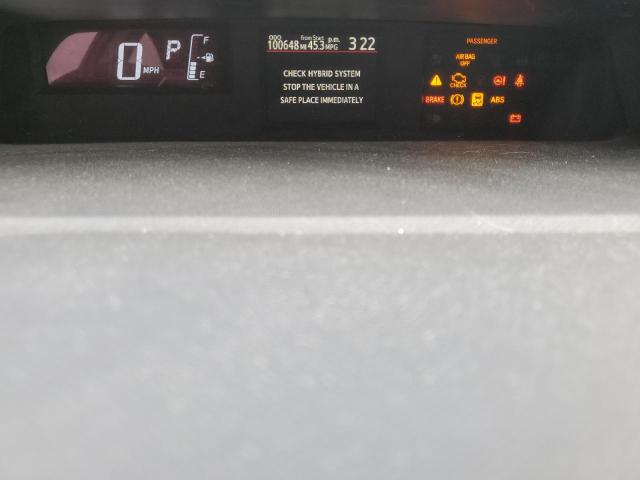 ODO from Start p.m.
100648 MI 45.3 MPG 3 22
0 MPH P F
E
CHECK HYBRID SYSTEM
STOP THE VEHICLE IN A
SAFE PLACE IMMEDIATELY
PASSENGER
AIR BAG
OFF
CHECK
BRAKE ABS